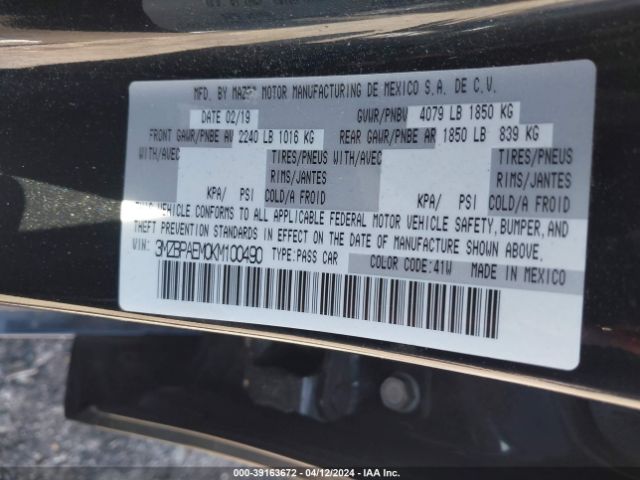 MFD. BY MAZDA MOTOR MANUFACTURING DE MEXICO S.A. DE C.V.
DATE 02/19 GVWR/PNBV 4079 LB 1850 KG
FRONT GAWR/PNBE AV 2240 LB 1016 KG REAR GAWR/PNBE AR 1850 LB 839 KG
WITH/AVEC TIRES/PNEUS WITH/AVEC TIRES/PNEUS
RIMS/JANTES RIMS/JANTES
KPA/ PSI COLD/A FROID KPA/ PSI COLD/A FROID
THIS VEHICLE CONFORMS TO ALL APPLICABLE FEDERAL MOTOR VEHICLE SAFETY, BUMPER, AND
THEFT PREVENTION STANDARDS IN EFFECT ON THE DATE OF MANUFACTURE SHOWN ABOVE.
VIN: 3MZBPAEM0KM100490 TYPE:PASS CAR COLOR CODE:41W MADE IN MEXICO
000-39163672 - 04/12/2024 - IAA Inc.